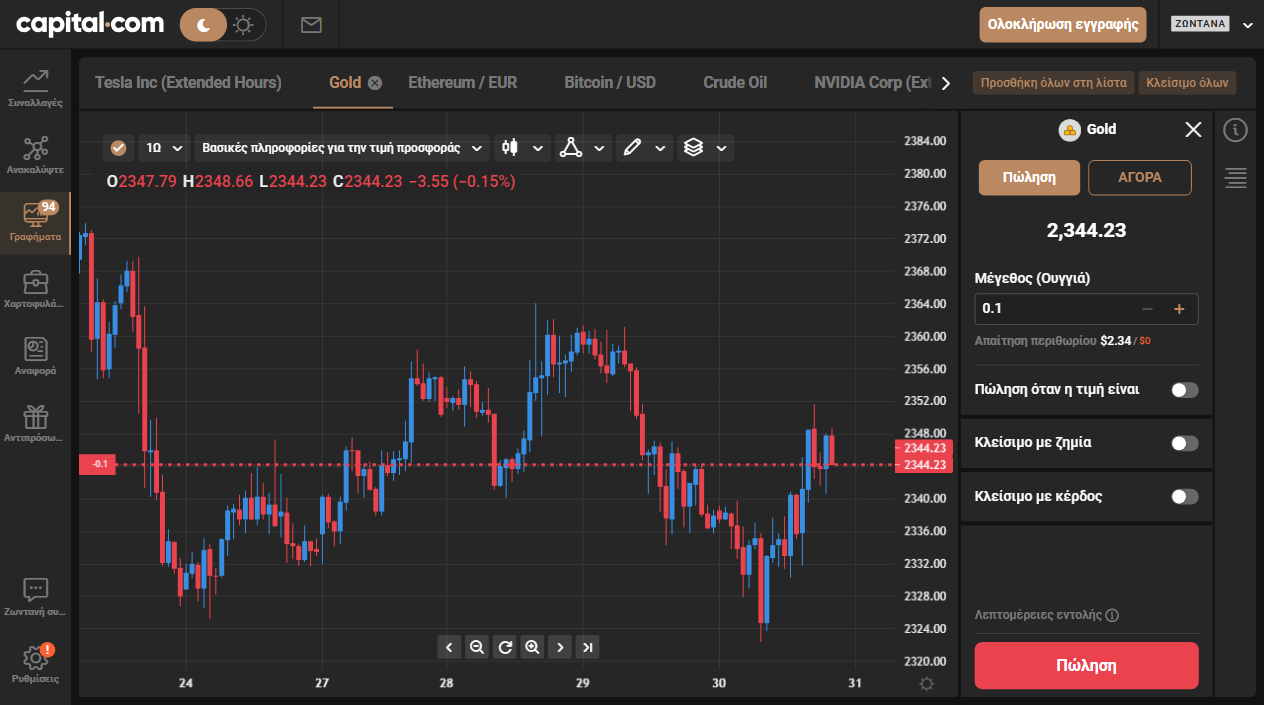 capital.com
Ολοκλήρωση εγγραφής
ΖΩΝΤΑΝΑ
Συναλλαγές
Ανακαλύψτε
94
Γραφήματα
Χαρτοφυλά...
Αναφορά
Αντιπρόσω...
Ζωντανή συ...
!
Ρυθμίσεις
Tesla Inc (Extended Hours)
Gold
Ethereum / EUR
Bitcoin / USD
Crude Oil
NVIDIA Corp (Ext
Προσθήκη όλων στη λίστα
Κλείσιμο όλων
1Ω
Βασικές πληροφορίες για την τιμή προσφοράς
O2347.79 H2348.66 L2344.23 C2344.23 −3.55 (−0.15%)
2384.00
2380.00
2376.00
2372.00
2368.00
2364.00
2360.00
2356.00
2352.00
2348.00
2344.23
2344.23
2340.00
2336.00
2332.00
2328.00
2324.00
2320.00
-0.1
24
27
28
29
30
31
Gold
Πώληση
ΑΓΟΡΑ
2,344.23
Μέγεθος (Ουγγιά)
0.1
− +
Απαίτηση περιθωρίου $2.34 / $0
Πώληση όταν η τιμή είναι
Κλείσιμο με ζημία
Κλείσιμο με κέρδος
Λεπτομέρειες εντολής
Πώληση